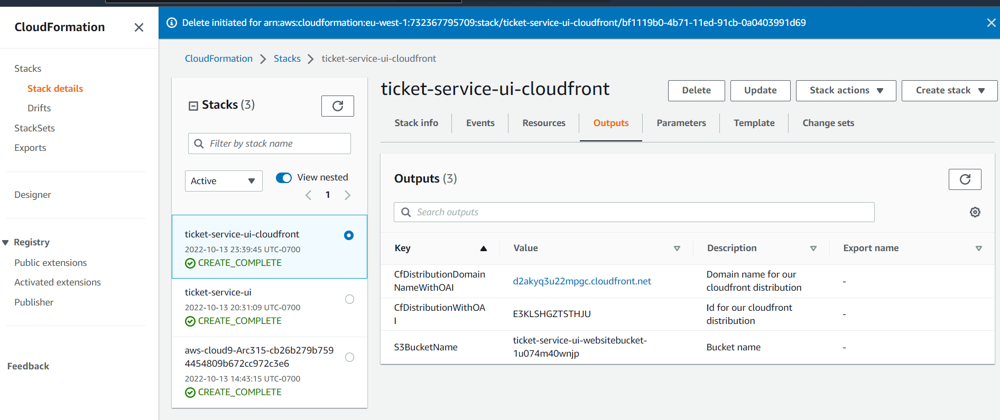 CloudFormation
Delete initiated for arn:aws:cloudformation:eu-west-1:732367795709:stack/ticket-service-ui-cloudfront/bf1119b0-4b71-11ed-91cb-0a0403991d69
Stacks
Stack details
Drifts
StackSets
Exports
Designer
Registry
Public extensions
Activated extensions
Publisher
Feedback
CloudFormation
Stacks
ticket-service-ui-cloudfront
Stacks (3)
Filter by stack name
Active
View nested
1
ticket-service-ui-cloudfront
2022-10-13 23:39:45 UTC-0700
CREATE_COMPLETE
ticket-service-ui
2022-10-13 20:31:09 UTC-0700
CREATE_COMPLETE
aws-cloud9-Arc315-cb26b279b759
4454809b672cc972c3e6
2022-10-13 14:43:15 UTC-0700
CREATE_COMPLETE
ticket-service-ui-cloudfront
Delete
Update
Stack actions
Create stack
Stack info
Events
Resources
Outputs
Parameters
Template
Change sets
Outputs (3)
Search outputs
Key
Value
Description
Export name
CfDistributionDomain
NameWithOAI
d2akyq3u22mpgc.cloudfront.net
Domain name for our
cloudfront distribution
-
CfDistributionWithOA
I
E3KLSHGZTSTHJU
Id for our cloudfront
distribution
-
S3BucketName
ticket-service-ui-websitebucket-
1u074m40wnjp
Bucket name
-